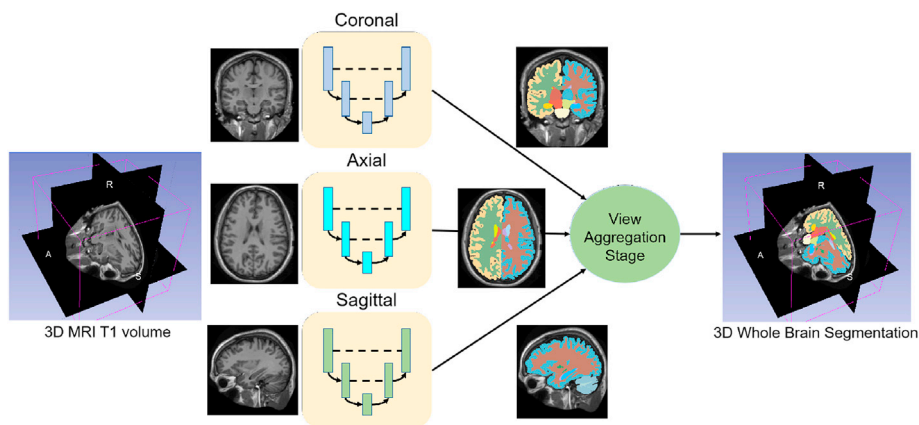 Coronal
Axial
Sagittal
R
A
S
3D MRI T1 volume
View
Aggregation
Stage
R
A
S
3D Whole Brain Segmentation